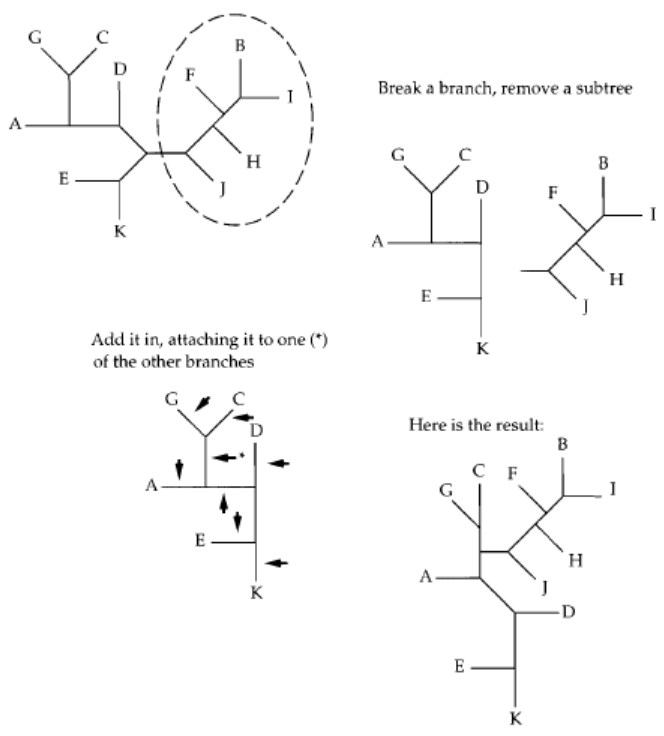 G C
B
D
F
I
A
H
E
J
K
Break a branch, remove a subtree
G C
D
B
F
I
A
H
E
J
K
Add it in, attaching it to one (*)
of the other branches
G C
D
*
A
E
K
Here is the result:
B
C F
G I
H
A
J
D
E
K